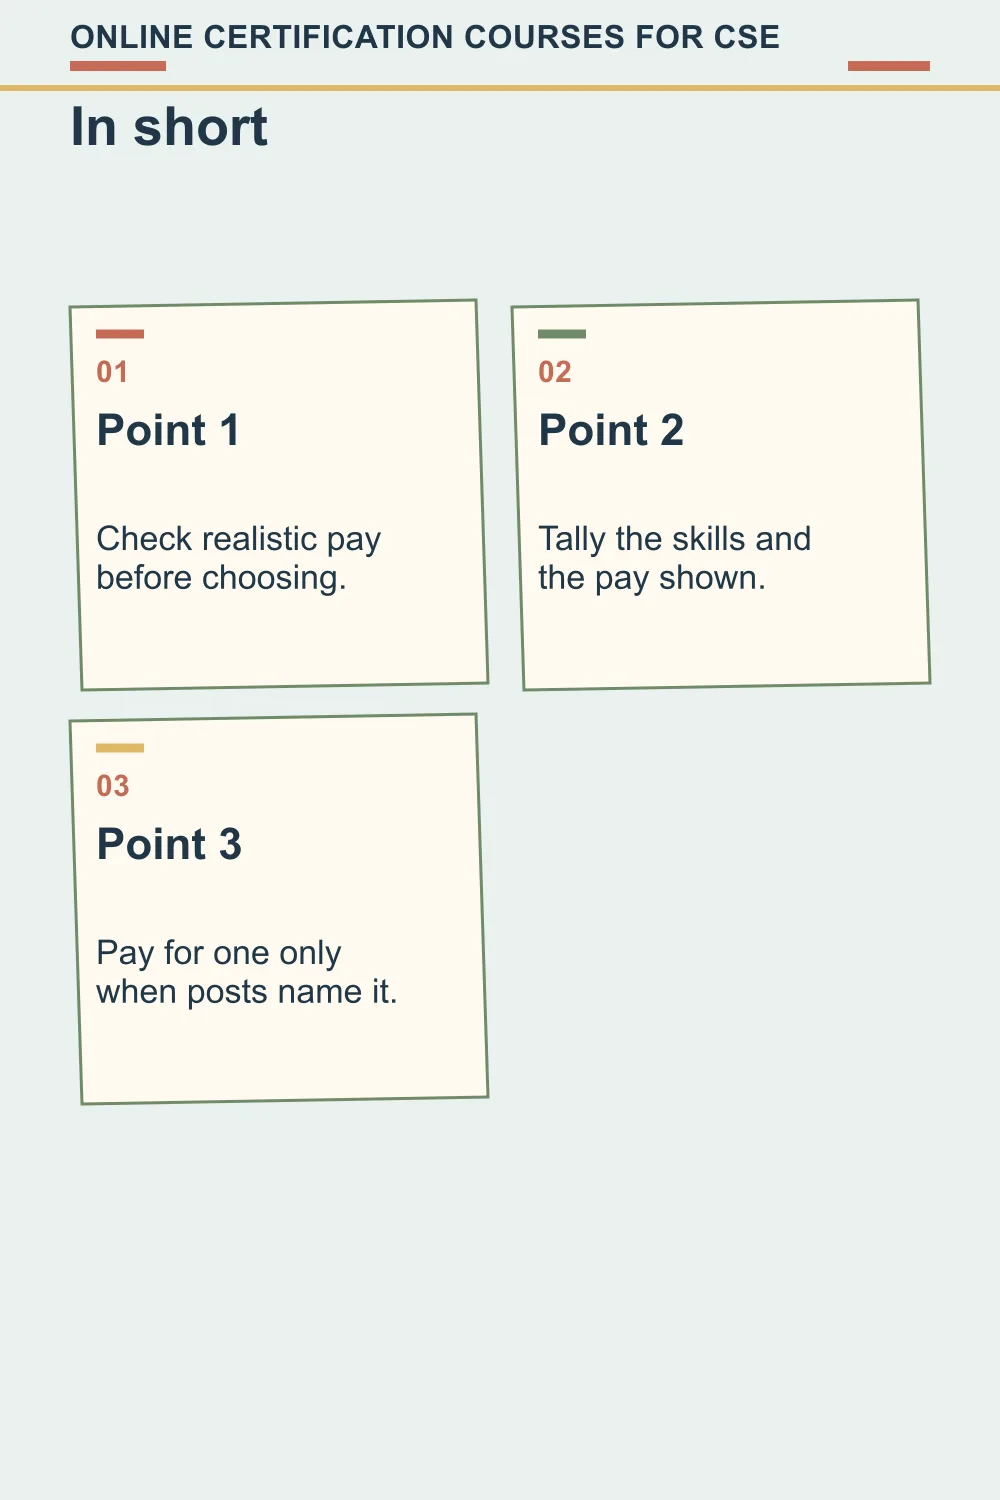 ONLINE CERTIFICATION COURSES FOR CSE
In short
01
Point 1
Check realistic pay
before choosing.
02
Point 2
Tally the skills and
the pay shown.
03
Point 3
Pay for one only
when posts name it.